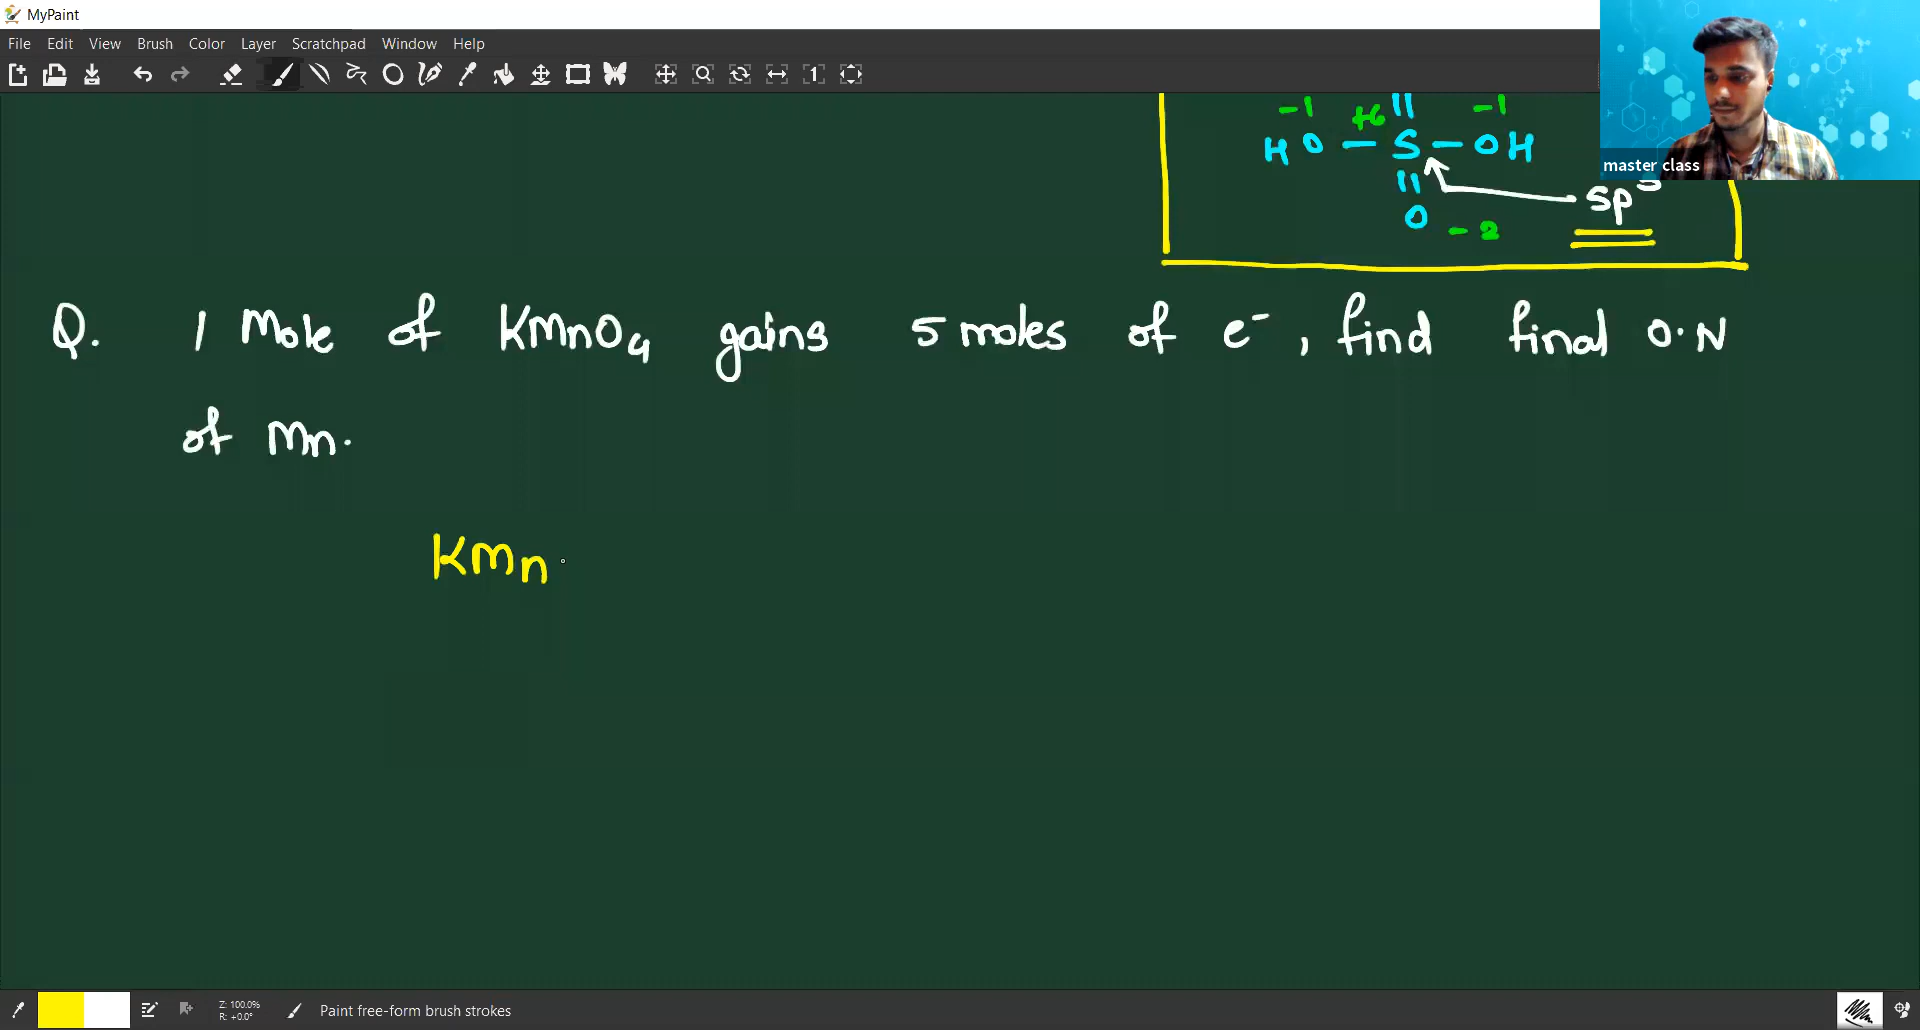 MyPaint
File Edit View Brush Color Layer Scratchpad Window Help
master class
-1 +6 -1
HO - S - OH
O -2
sp3
Q. 1 Mole of KMnO4 gains 5 moles of e-, find final O.N
of Mn.
KMn
Z: 100.0%
R: +0.0°
Paint free-form brush strokes